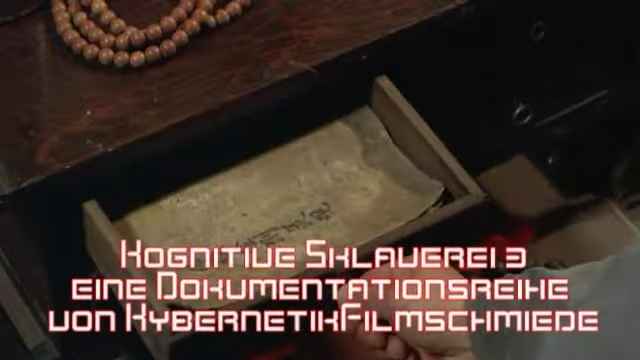 Kognitive Sklaverei 3
eine Dokumentationsreihe
von KybernetikFilmschmiede